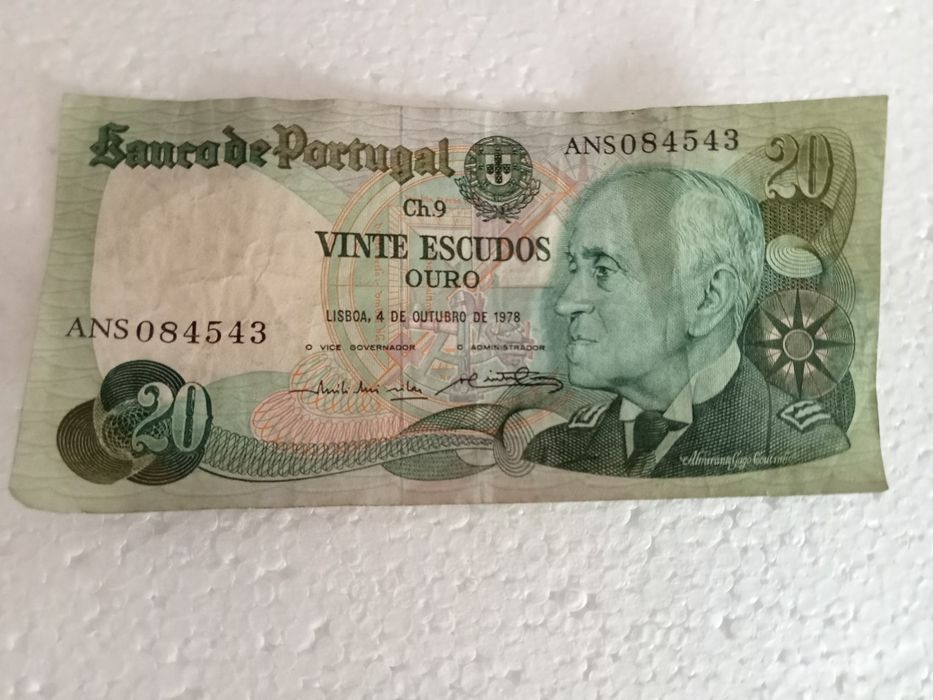 Banco de Portugal
ANS084543
20
Ch.9
VINTE ESCUDOS
OURO
LISBOA, 4 DE OUTUBRO DE 1978
ANS084543
O VICE GOVERNADOR
O ADMINISTRADOR
20
Almirante Gago Coutinho